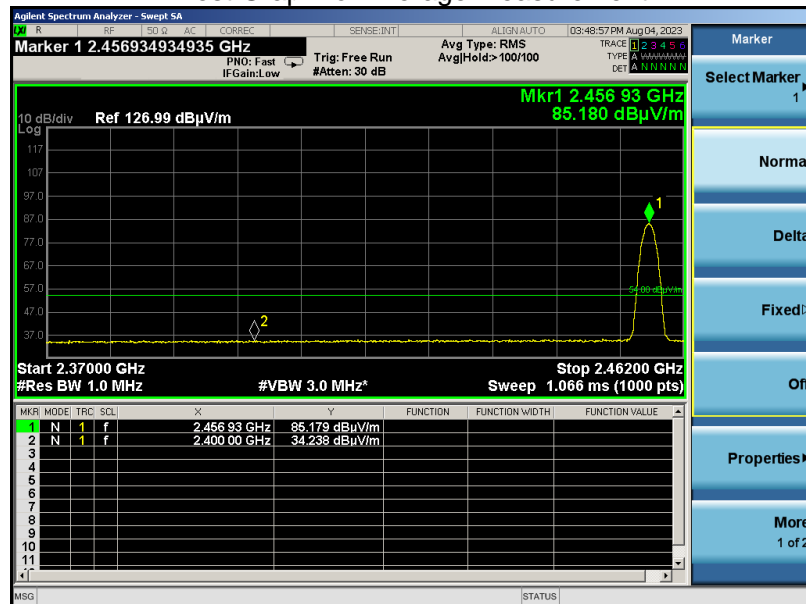 Agilent Spectrum Analyzer - Swept SA
LXI R RF 50 Ω AC CORREC SENSE:INT ALIGN AUTO 03:48:57 PM Aug 04, 2023
Marker 1 2.456934934935 GHz
PNO: Fast
IFGain:Low
Trig: Free Run
#Atten: 30 dB
Avg Type: RMS
Avg|Hold:>100/100
TRACE 1 2 3 4 5 6
TYPE A WWWWW
DET A N N N N N
Mkr1 2.456 93 GHz
85.180 dBµV/m
10 dB/div Ref 126.99 dBµV/m
Log
117
107
97.0
87.0
77.0
67.0
57.0
47.0
37.0
1
54.00 dBµV/m
2
Start 2.37000 GHz Stop 2.46200 GHz
#Res BW 1.0 MHz #VBW 3.0 MHz* Sweep 1.066 ms (1000 pts)
MKR MODE TRC SCL X Y FUNCTION FUNCTION WIDTH FUNCTION VALUE
1 N 1 f 2.456 93 GHz 85.179 dBµV/m
2 N 1 f 2.400 00 GHz 34.238 dBµV/m
3
4
5
6
7
8
9
10
11
MSG STATUS
Marker
Select Marker
1
Norma
Delta
Fixed
Off
Properties
More
1 of 2